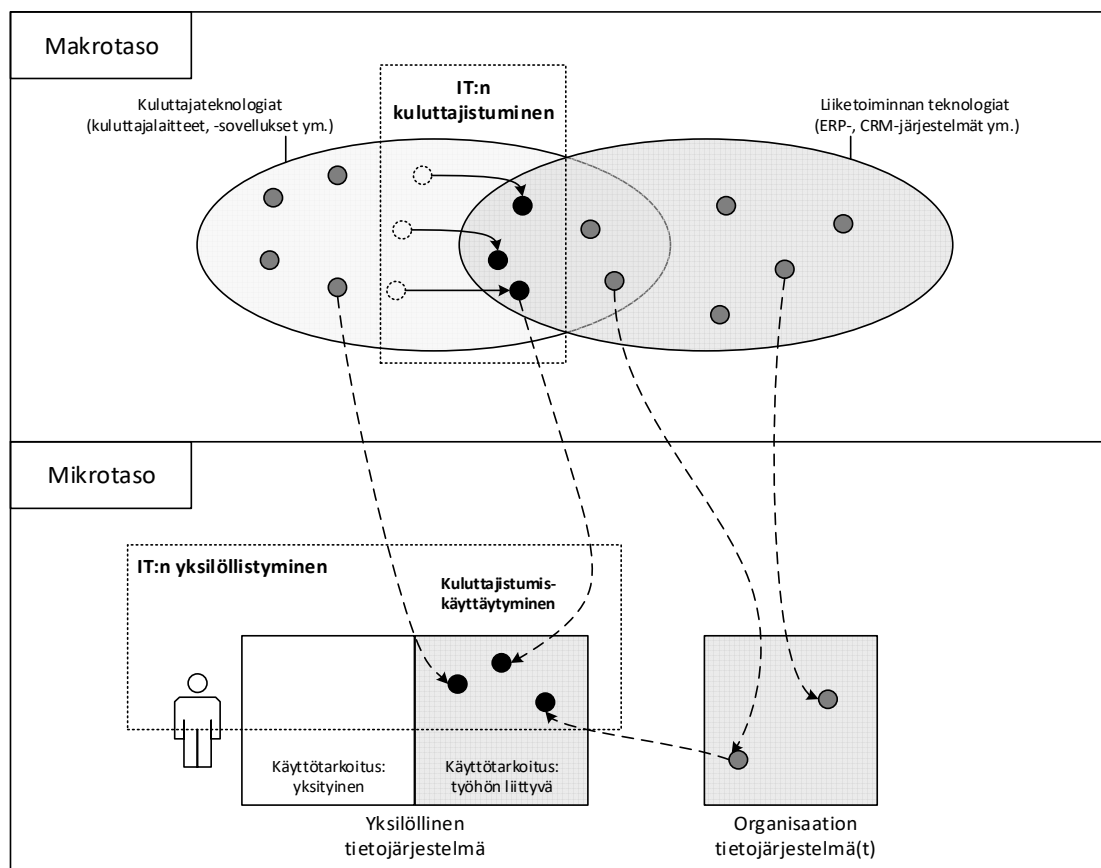 Makrotaso
IT:n
kuluttajistuminen
Kuluttajateknologiat
(kuluttajalaitteet, -sovellukset ym.)
Liiketoiminnan teknologiat
(ERP-, CRM-järjestelmät ym.)
Mikrotaso
IT:n yksilöllistyminen
Kuluttajistumis-
käyttäytyminen
Käyttötarkoitus:
yksityinen
Käyttötarkoitus:
työhön liittyvä
Yksilöllinen
tietojärjestelmä
Organisaation
tietojärjestelmä(t)